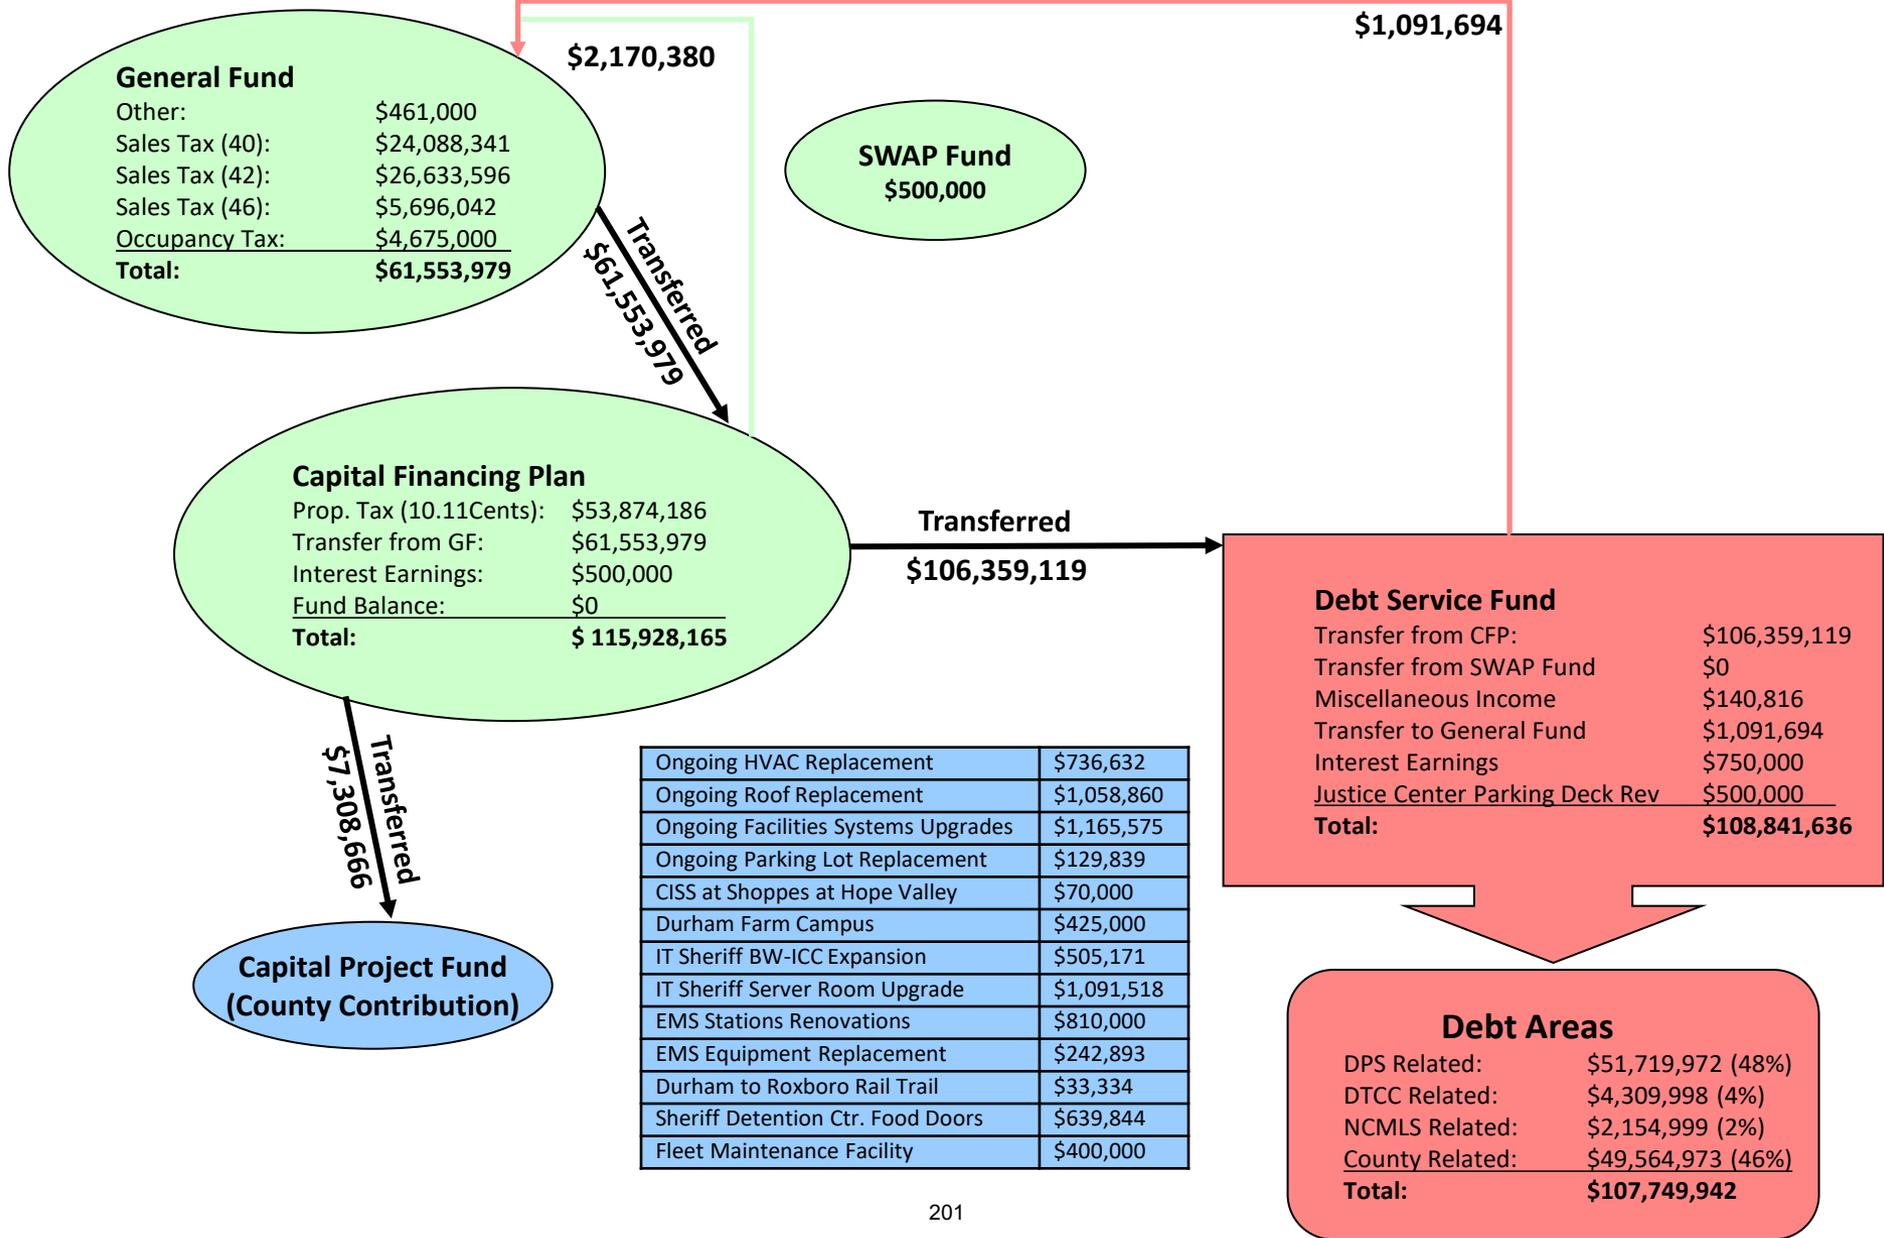 $1,091,694
$2,170,380
General Fund
Other: $461,000
Sales Tax (40): $24,088,341
Sales Tax (42): $26,633,596
Sales Tax (46): $5,696,042
Occupancy Tax: $4,675,000
Total: $61,553,979
SWAP Fund
$500,000
Transferred
$61,553,979
Capital Financing Plan
Prop. Tax (10.11Cents): $53,874,186
Transfer from GF: $61,553,979
Interest Earnings: $500,000
Fund Balance: $0
Total: $ 115,928,165
Transferred
$106,359,119
Debt Service Fund
Transfer from CFP: $106,359,119
Transfer from SWAP Fund $0
Miscellaneous Income $140,816
Transfer to General Fund $1,091,694
Interest Earnings $750,000
Justice Center Parking Deck Rev $500,000
Total: $108,841,636
Transferred
$7,308,666
Capital Project Fund
(County Contribution)
Ongoing HVAC Replacement $736,632
Ongoing Roof Replacement $1,058,860
Ongoing Facilities Systems Upgrades $1,165,575
Ongoing Parking Lot Replacement $129,839
CISS at Shoppes at Hope Valley $70,000
Durham Farm Campus $425,000
IT Sheriff BW-ICC Expansion $505,171
IT Sheriff Server Room Upgrade $1,091,518
EMS Stations Renovations $810,000
EMS Equipment Replacement $242,893
Durham to Roxboro Rail Trail $33,334
Sheriff Detention Ctr. Food Doors $639,844
Fleet Maintenance Facility $400,000
Debt Areas
DPS Related: $51,719,972 (48%)
DTCC Related: $4,309,998 (4%)
NCMLS Related: $2,154,999 (2%)
County Related: $49,564,973 (46%)
Total: $107,749,942
201